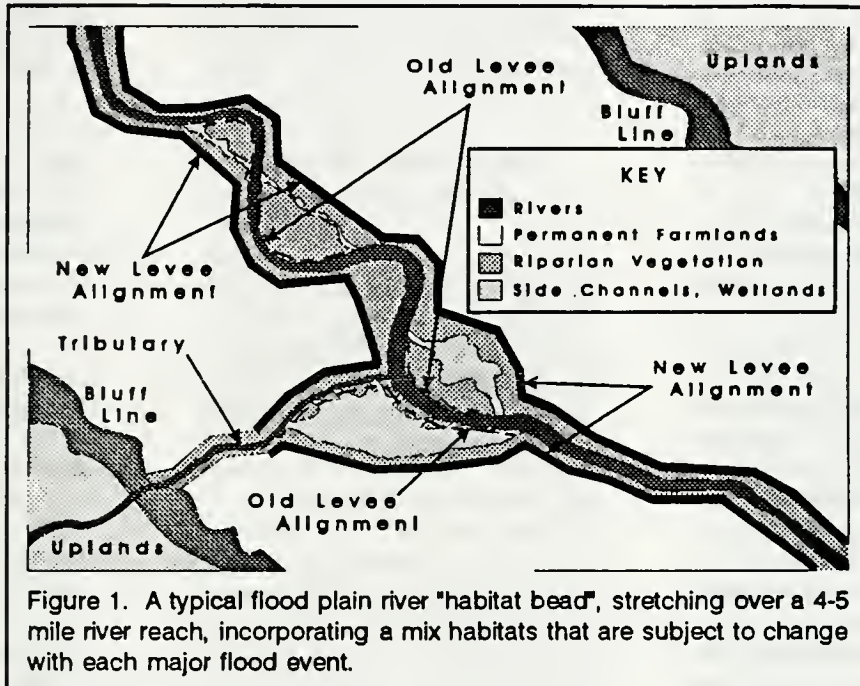 Old Levee
Alignment
Uplands
Bluff
Line
KEY
Rivers
Permanent Farmlands
Riparian Vegetation
Side Channels, Wetlands
New Levee
Alignment
Tributary
Bluff
Line
New Levee
Alignment
Old Levee
Alignment
Uplands
Figure 1. A typical flood plain river "habitat bead", stretching over a 4-5
mile river reach, incorporating a mix habitats that are subject to change
with each major flood event.